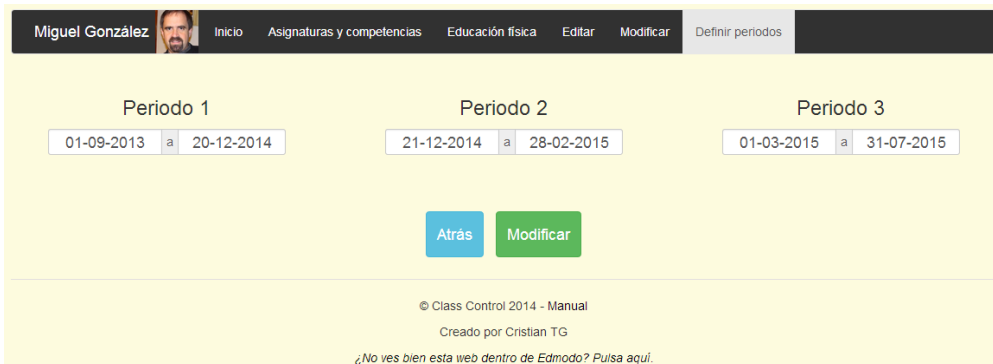 Miguel González Inicio Asignaturas y competencias Educación física Editar Modificar Definir periodos
Periodo 1 Periodo 2 Periodo 3
01-09-2013 a 20-12-2014 21-12-2014 a 28-02-2015 01-03-2015 a 31-07-2015
Atrás Modificar
© Class Control 2014 - Manual
Creado por Cristian TG
¿No ves bien esta web dentro de Edmodo? Pulsa aquí.